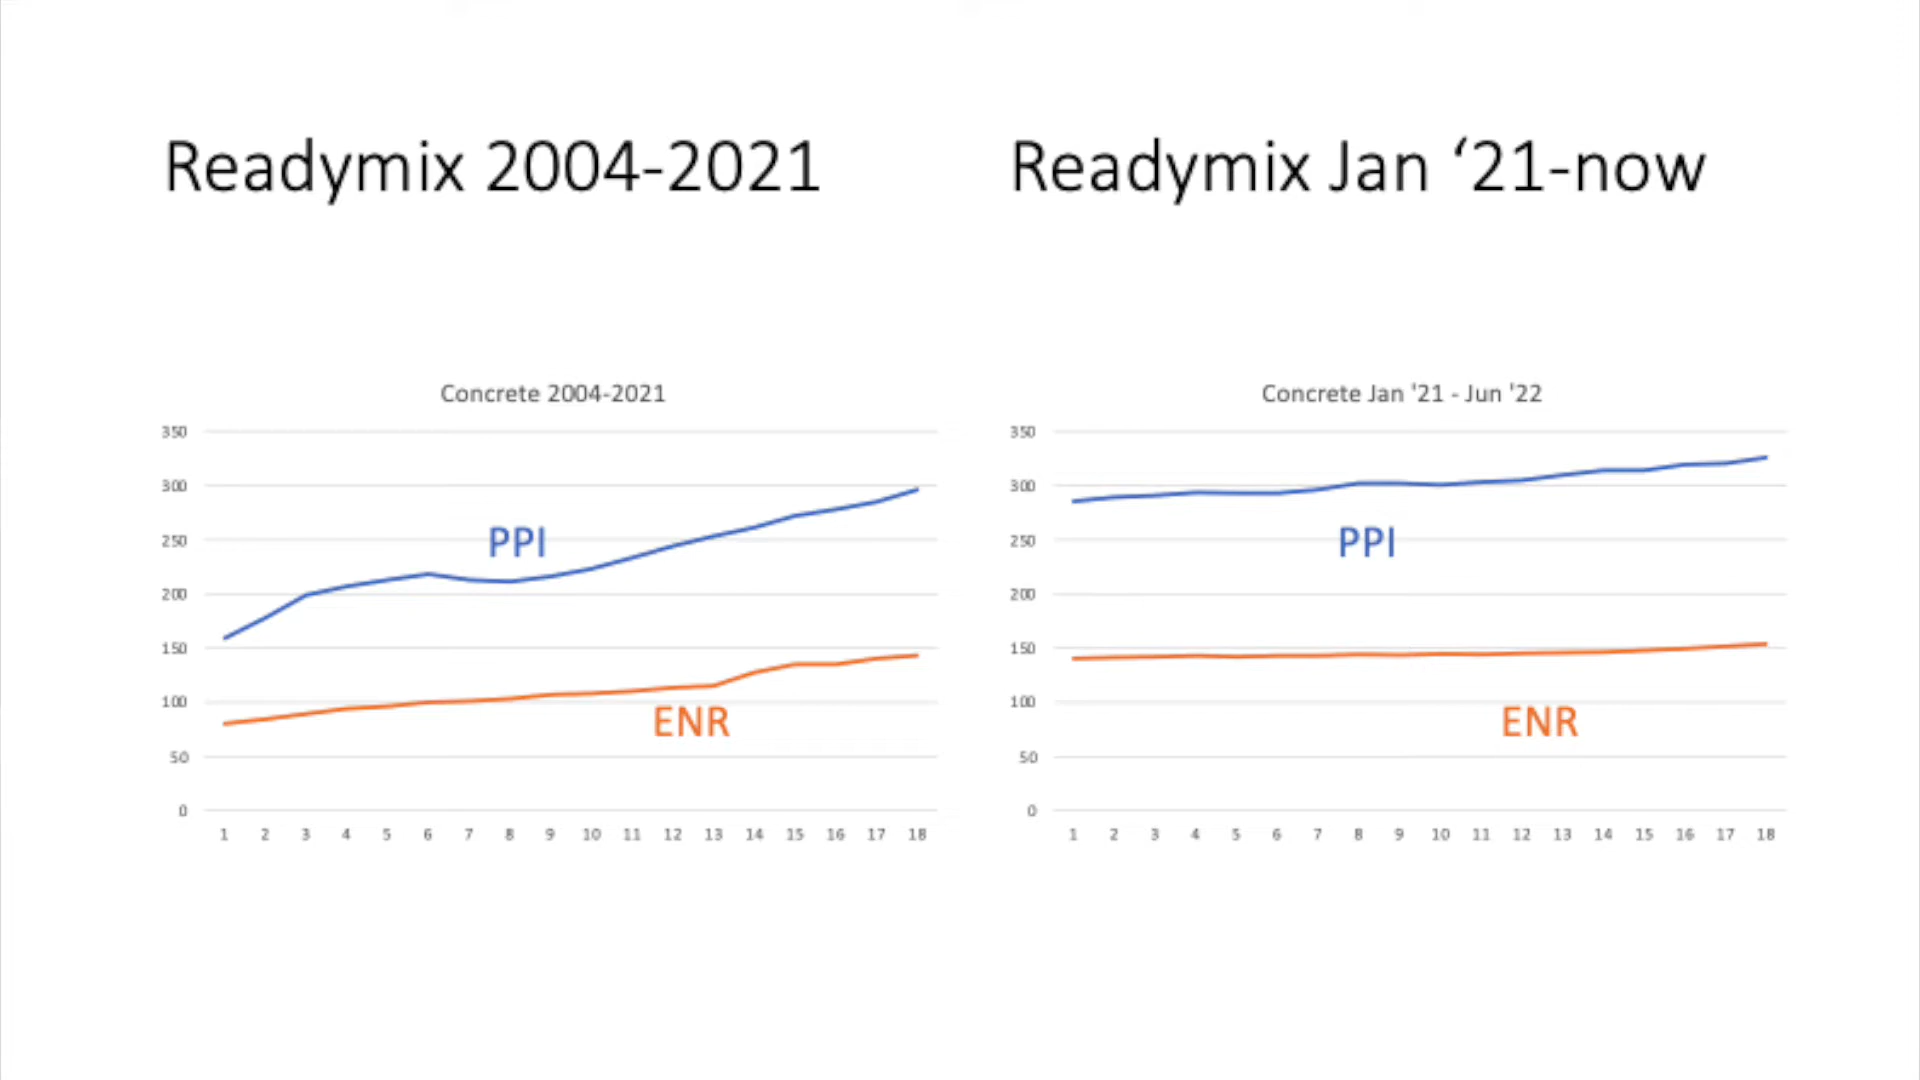 Readymix 2004-2021
Concrete 2004-2021
350
300
250
200
150
100
50
0
PPI
ENR
1 2 3 4 5 6 7 8 9 10 11 12 13 14 15 16 17 18
Readymix Jan ‘21-now
Concrete Jan '21 - Jun '22
350
300
250
200
150
100
50
0
PPI
ENR
1 2 3 4 5 6 7 8 9 10 11 12 13 14 15 16 17 18